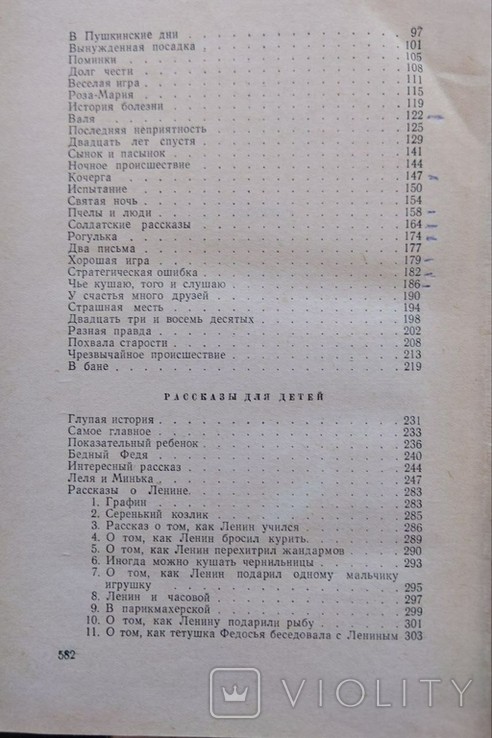 В Пушкинские дни . . . . . . . . . . . 97
Вынужденная посадка . . . . . . . . . . . 101
Поминки . . . . . . . . . . . 105
Долг чести . . . . . . . . . . . 108
Веселая игра . . . . . . . . . . . 111
Роза-Мария . . . . . . . . . . . 115
История болезни . . . . . . . . . . . 119
Валя . . . . . . . . . . . 122
Последняя неприятность . . . . . . . . . . . 125
Двадцать лет спустя . . . . . . . . . . . 129
Сынок и пасынок . . . . . . . . . . . 141
Ночное происшествие . . . . . . . . . . . 144
Кочерга . . . . . . . . . . . 147
Испытание . . . . . . . . . . . 150
Святая ночь . . . . . . . . . . . 154
Пчелы и люди . . . . . . . . . . . 158
Солдатские рассказы . . . . . . . . . . . 164
Рогулька . . . . . . . . . . . 174
Два письма . . . . . . . . . . . 177
Хорошая игра . . . . . . . . . . . 179
Стратегическая ошибка . . . . . . . . . . . 182
Чье кушаю, того и слушаю . . . . . . . . . . . 186
У счастья много друзей . . . . . . . . . . . 190
Страшная месть . . . . . . . . . . . 194
Двадцать три и восемь десятых . . . . . . . . . . . 198
Разная правда . . . . . . . . . . . 202
Похвала старости . . . . . . . . . . . 208
Чрезвычайное происшествие . . . . . . . . . . . 213
В бане . . . . . . . . . . . 219
РАССКАЗЫ ДЛЯ ДЕТЕЙ
Глупая история . . . . . . . . . . . 231
Самое главное . . . . . . . . . . . 233
Показательный ребенок . . . . . . . . . . . 236
Бедный Федя . . . . . . . . . . . 240
Интересный рассказ . . . . . . . . . . . 244
Леля и Минька . . . . . . . . . . . 247
Рассказы о Ленине . . . . . . . . . . . 283
1. Графин . . . . . . . . . . . 283
2. Серенький козлик . . . . . . . . . . . 285
3. Рассказ о том, как Ленин учился . . . . . . . 286
4. О том, как Ленин бросил курить . . . . . . . 289
5. О том, как Ленин перехитрил жандармов . . . . 290
6. Иногда можно кушать чернильницы . . . . . . 293
7. О том, как Ленин подарил одному мальчику
игрушку . . . . . . . . . . . 295
8. Ленин и часовой . . . . . . . . . . . 297
9. В парикмахерской . . . . . . . . . . . 299
10. О том, как Ленину подарили рыбу . . . . . . 301
11. О том, как тетушка Федосья беседовала с Лениным 303
582
VIOLITY